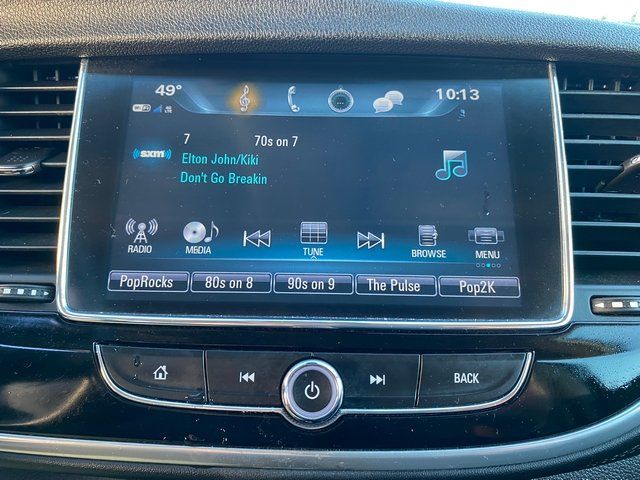 49° 10:13
7 70s on 7
sxm Elton John/Kiki
Don't Go Breakin
RADIO MEDIA TUNE BROWSE MENU
PopRocks 80s on 8 90s on 9 The Pulse Pop2K
BACK